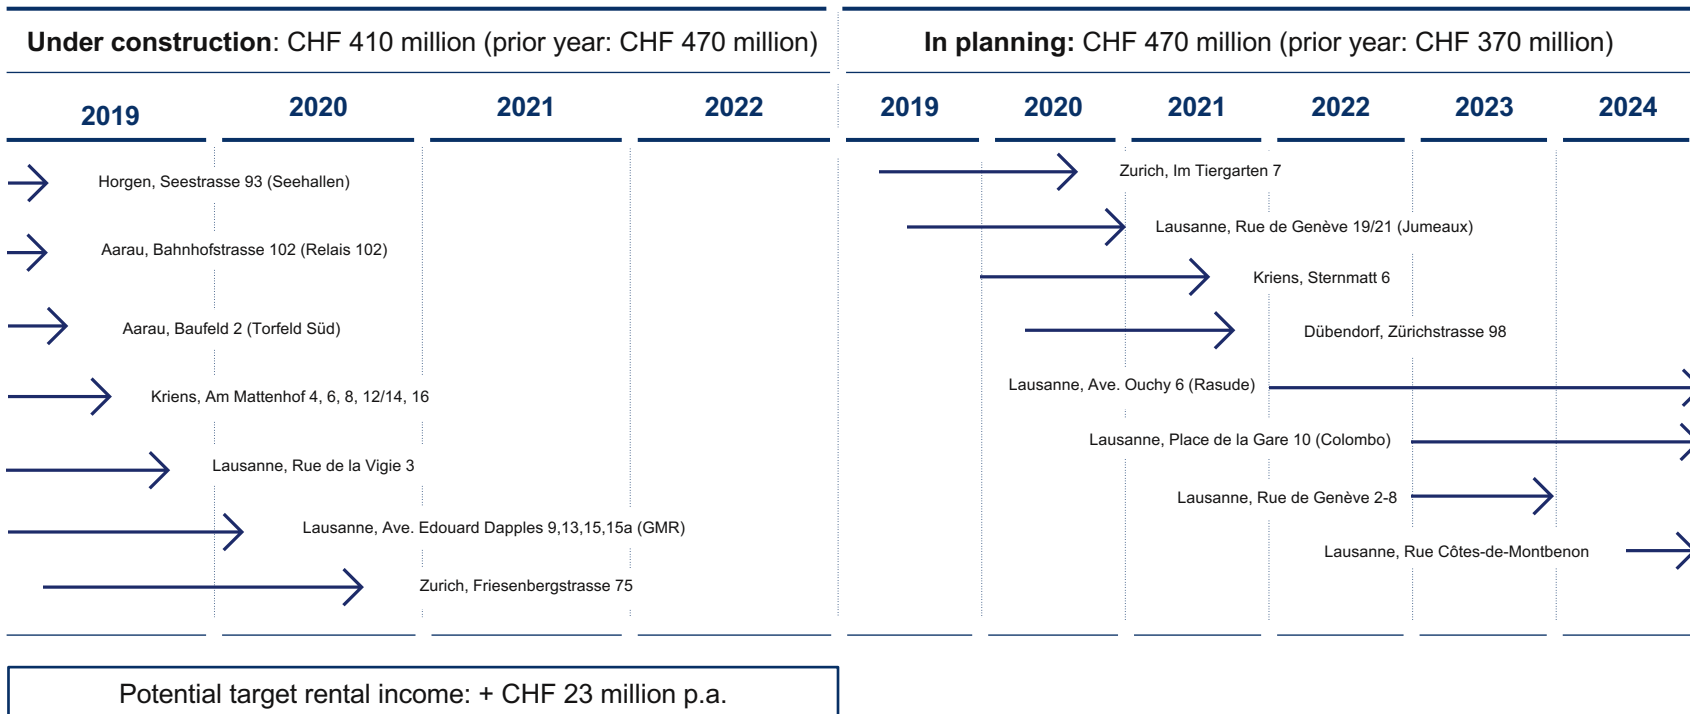 Under construction: CHF 410 million (prior year: CHF 470 million)
2019 2020 2021 2022
Horgen, Seestrasse 93 (Seehallen)
Aarau, Bahnhofstrasse 102 (Relais 102)
Aarau, Baufeld 2 (Torfeld Süd)
Kriens, Am Mattenhof 4, 6, 8, 12/14, 16
Lausanne, Rue de la Vigie 3
Lausanne, Ave. Edouard Dapples 9,13,15,15a (GMR)
Zurich, Friesenbergstrasse 75
Potential target rental income: + CHF 23 million p.a.
In planning: CHF 470 million (prior year: CHF 370 million)
2019 2020 2021 2022 2023 2024
Zurich, Im Tiergarten 7
Lausanne, Rue de Genève 19/21 (Jumeaux)
Kriens, Sternmatt 6
Dübendorf, Zürichstrasse 98
Lausanne, Ave. Ouchy 6 (Rasude)
Lausanne, Place de la Gare 10 (Colombo)
Lausanne, Rue de Genève 2-8
Lausanne, Rue Côtes-de-Montbenon